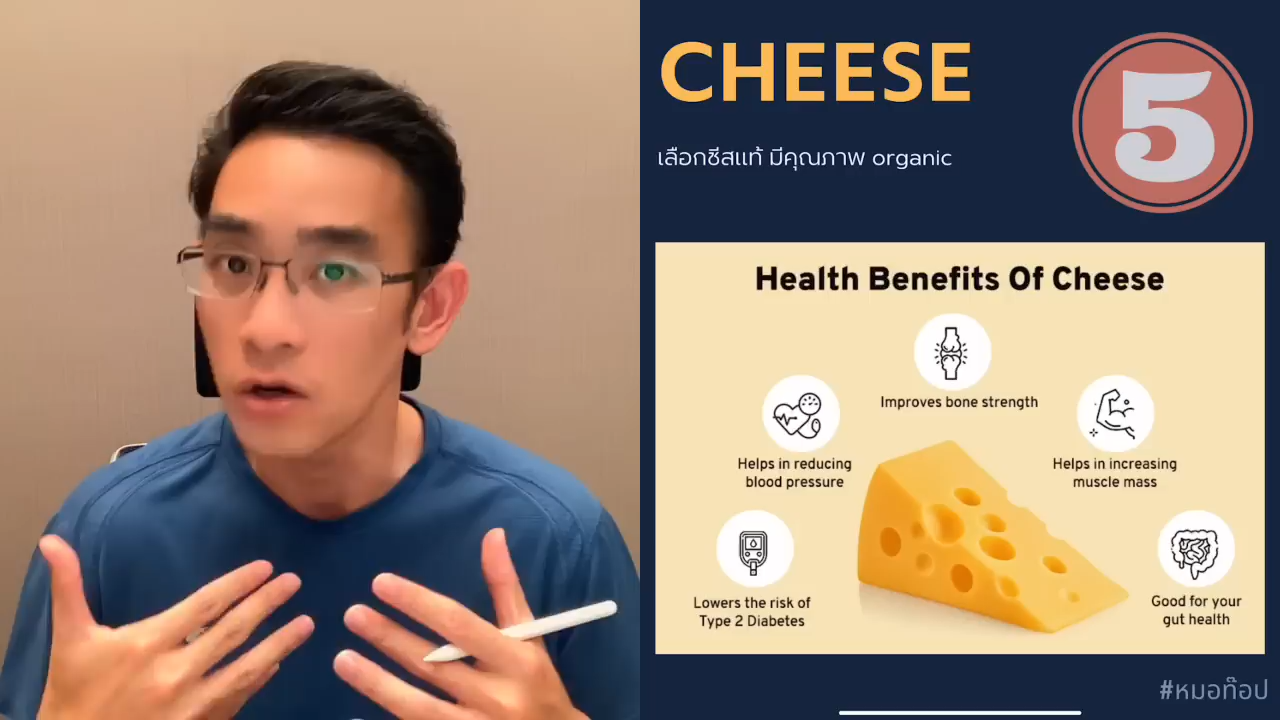 CHEESE
5
เลือกชีสแท้ มีคุณภาพ organic
Health Benefits Of Cheese
Improves bone strength
Helps in reducing
blood pressure
Helps in increasing
muscle mass
Lowers the risk of
Type 2 Diabetes
Good for your
gut health
#หมอท๊อป